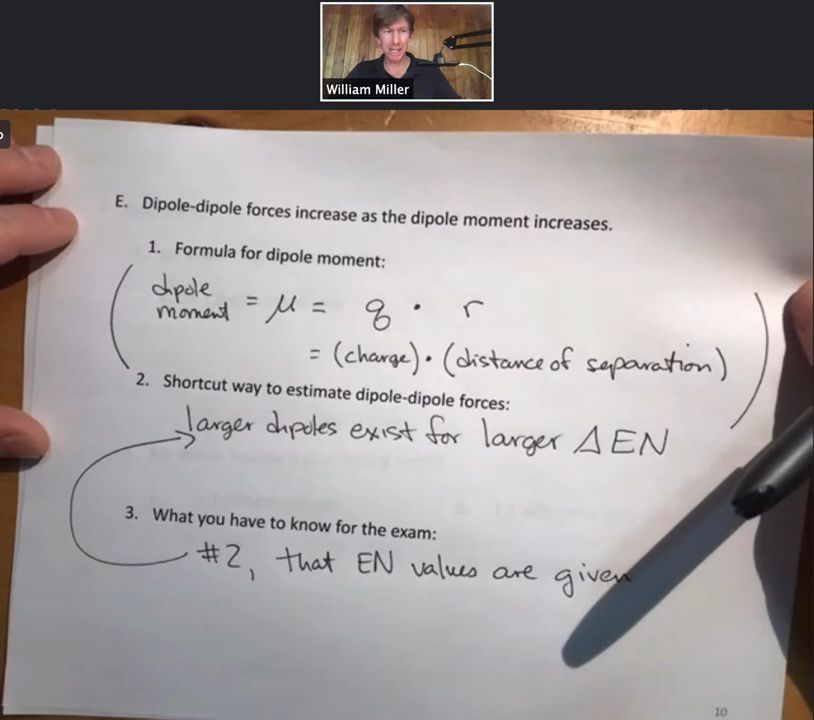 William Miller
E. Dipole-dipole forces increase as the dipole moment increases.
1. Formula for dipole moment:
dipole
moment = μ = q · r
= (charge) · (distance of separation)
2. Shortcut way to estimate dipole-dipole forces:
larger dipoles exist for larger Δ EN
3. What you have to know for the exam:
#2, that EN values are given
10